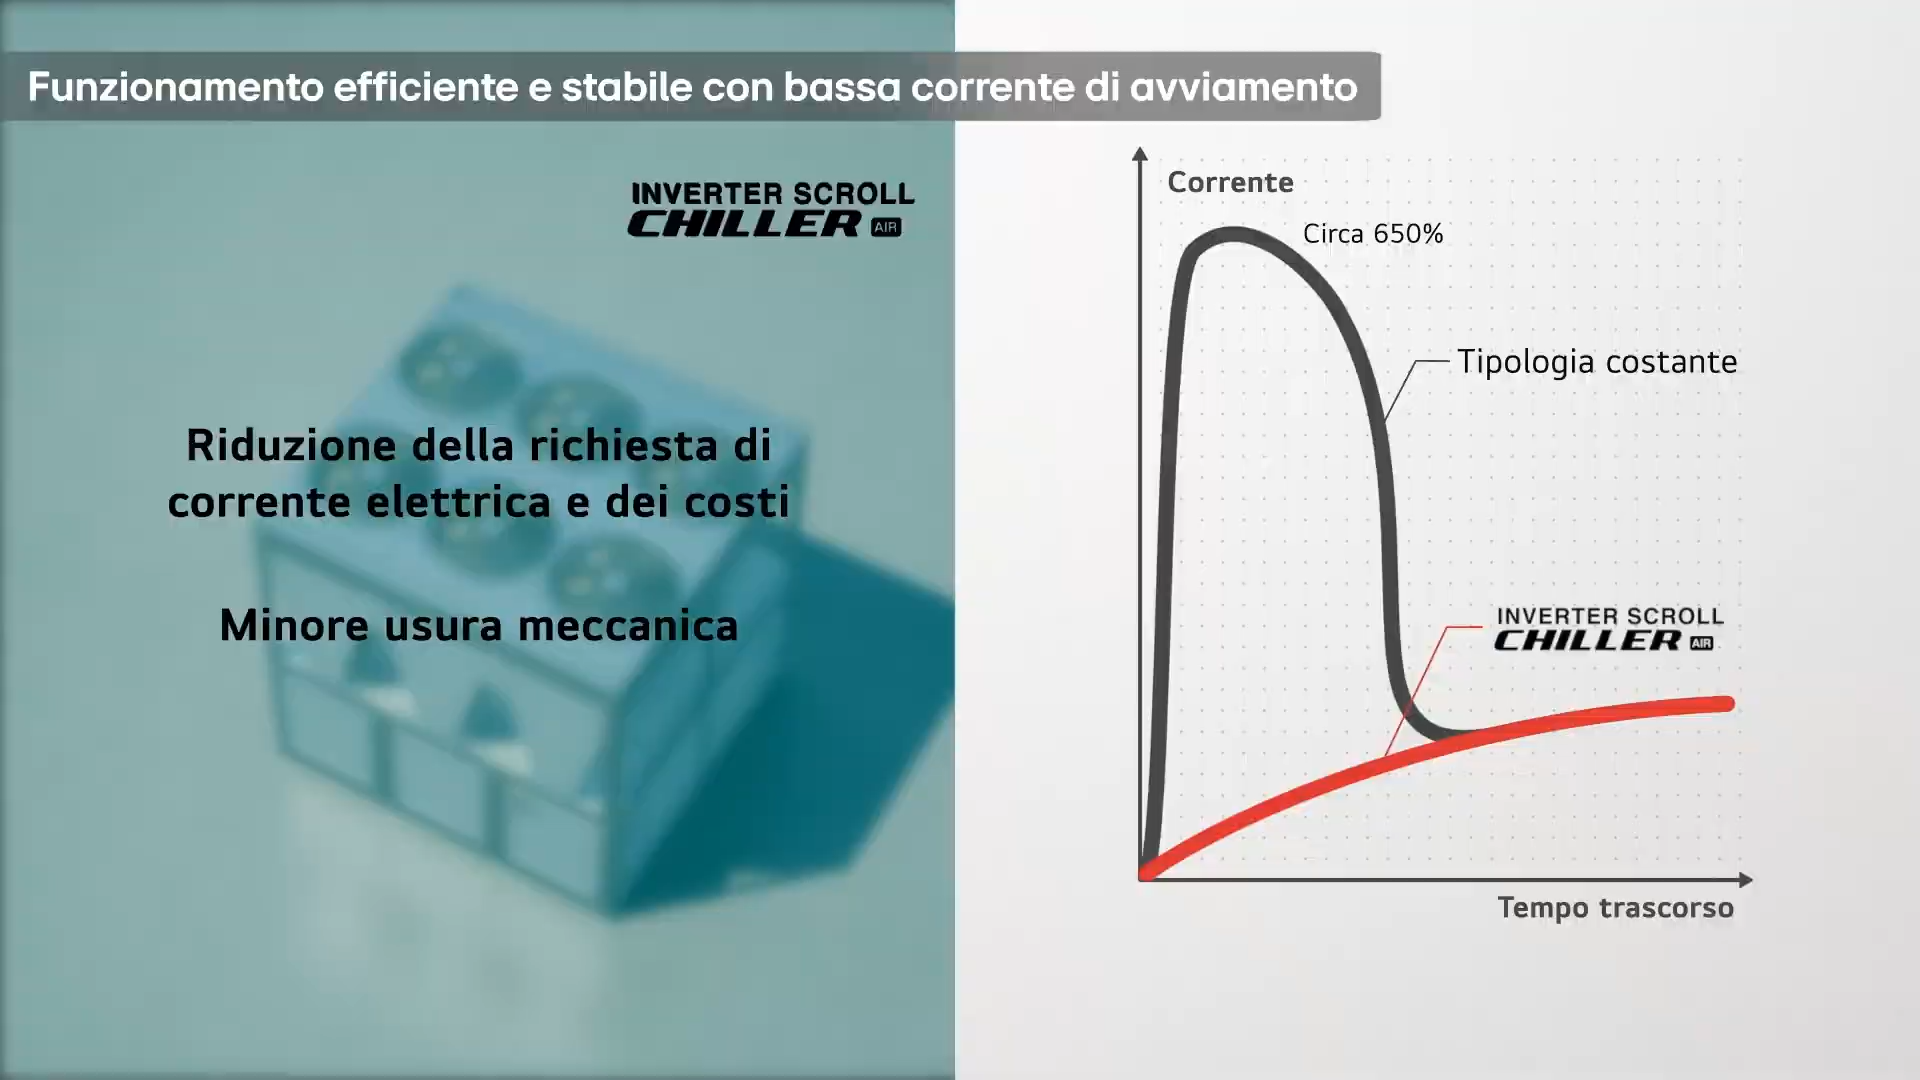 Funzionamento efficiente e stabile con bassa corrente di avviamento
INVERTER SCROLL
CHILLER AIR
Riduzione della richiesta di
corrente elettrica e dei costi
Minore usura meccanica
Corrente
Circa 650%
Tipologia costante
INVERTER SCROLL
CHILLER AIR
Tempo trascorso